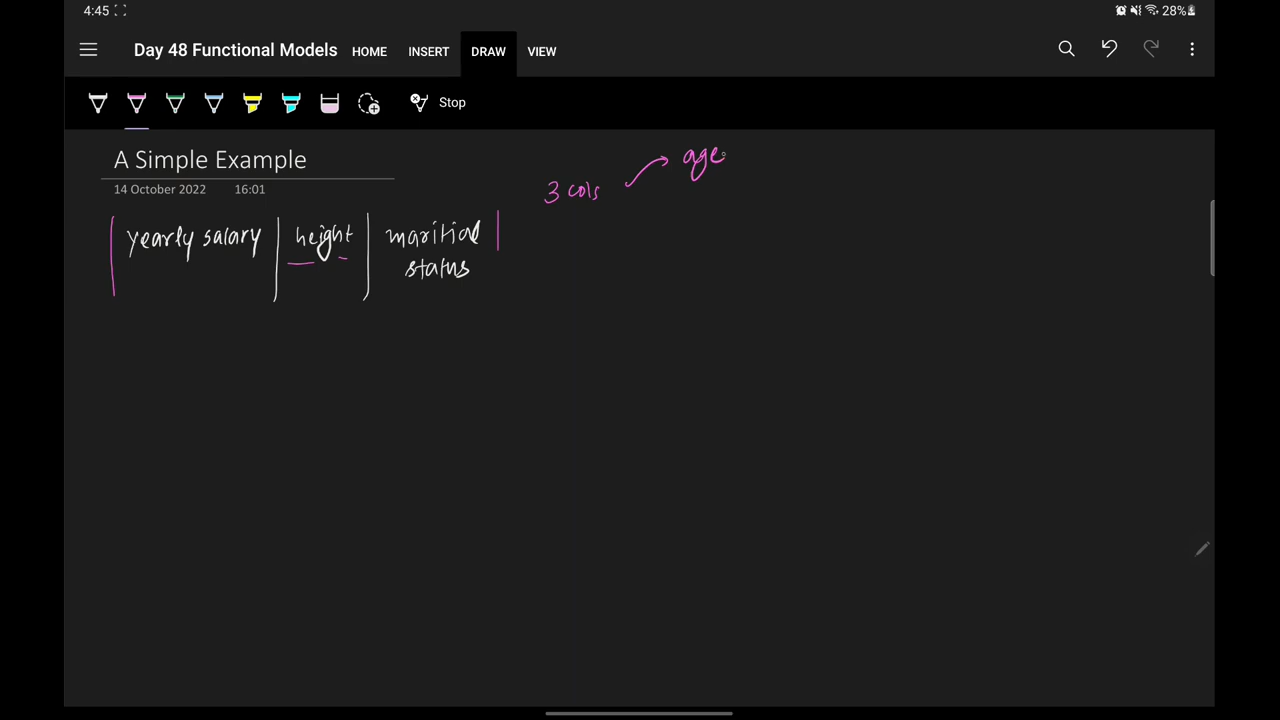 4:45
28%
Day 48 Functional Models HOME INSERT DRAW VIEW
Stop
A Simple Example
14 October 2022 16:01
3 cols
age
yearly salary height maritial
status